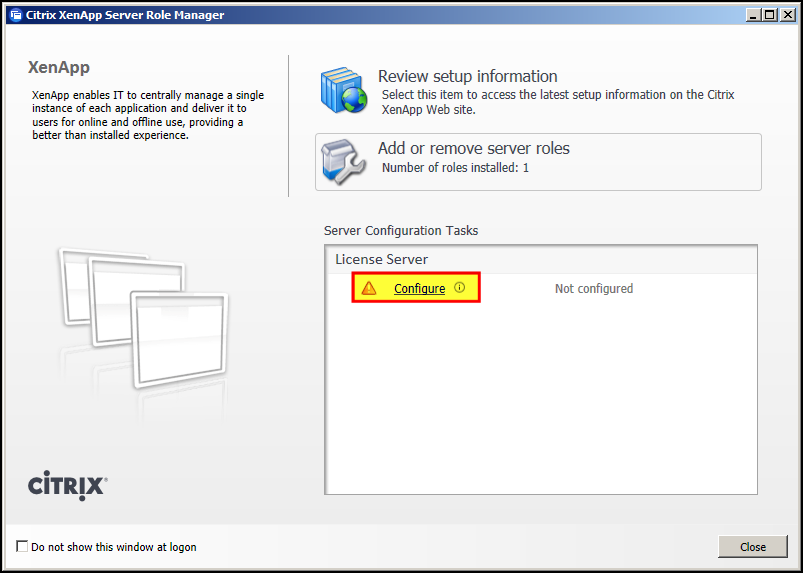 Citrix XenApp Server Role Manager
XenApp
XenApp enables IT to centrally manage a single
instance of each application and deliver it to
users for online and offline use, providing a
better than installed experience.
Review setup information
Select this item to access the latest setup information on the Citrix
XenApp Web site.
Add or remove server roles
Number of roles installed: 1
Server Configuration Tasks
License Server
Configure
Not configured
CITRIX
Do not show this window at logon
Close